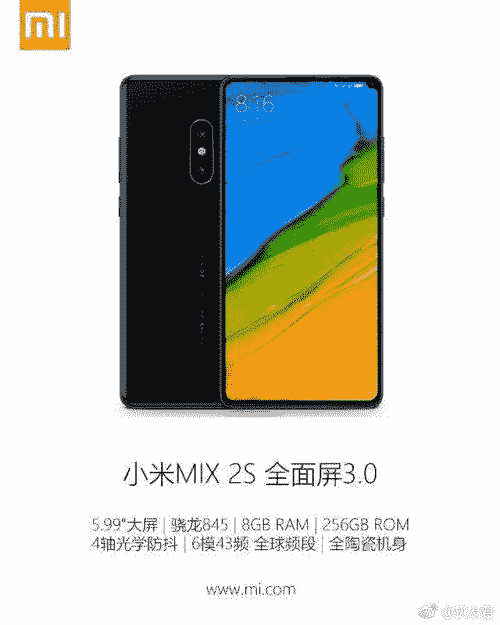 mi
8:16
小米MIX 2S 全面屏3.0
5.99"大屏 | 骁龙845 | 8GB RAM | 256GB ROM
4轴光学防抖 | 6模43频 全球频段 | 全陶瓷机身
www.mi.com